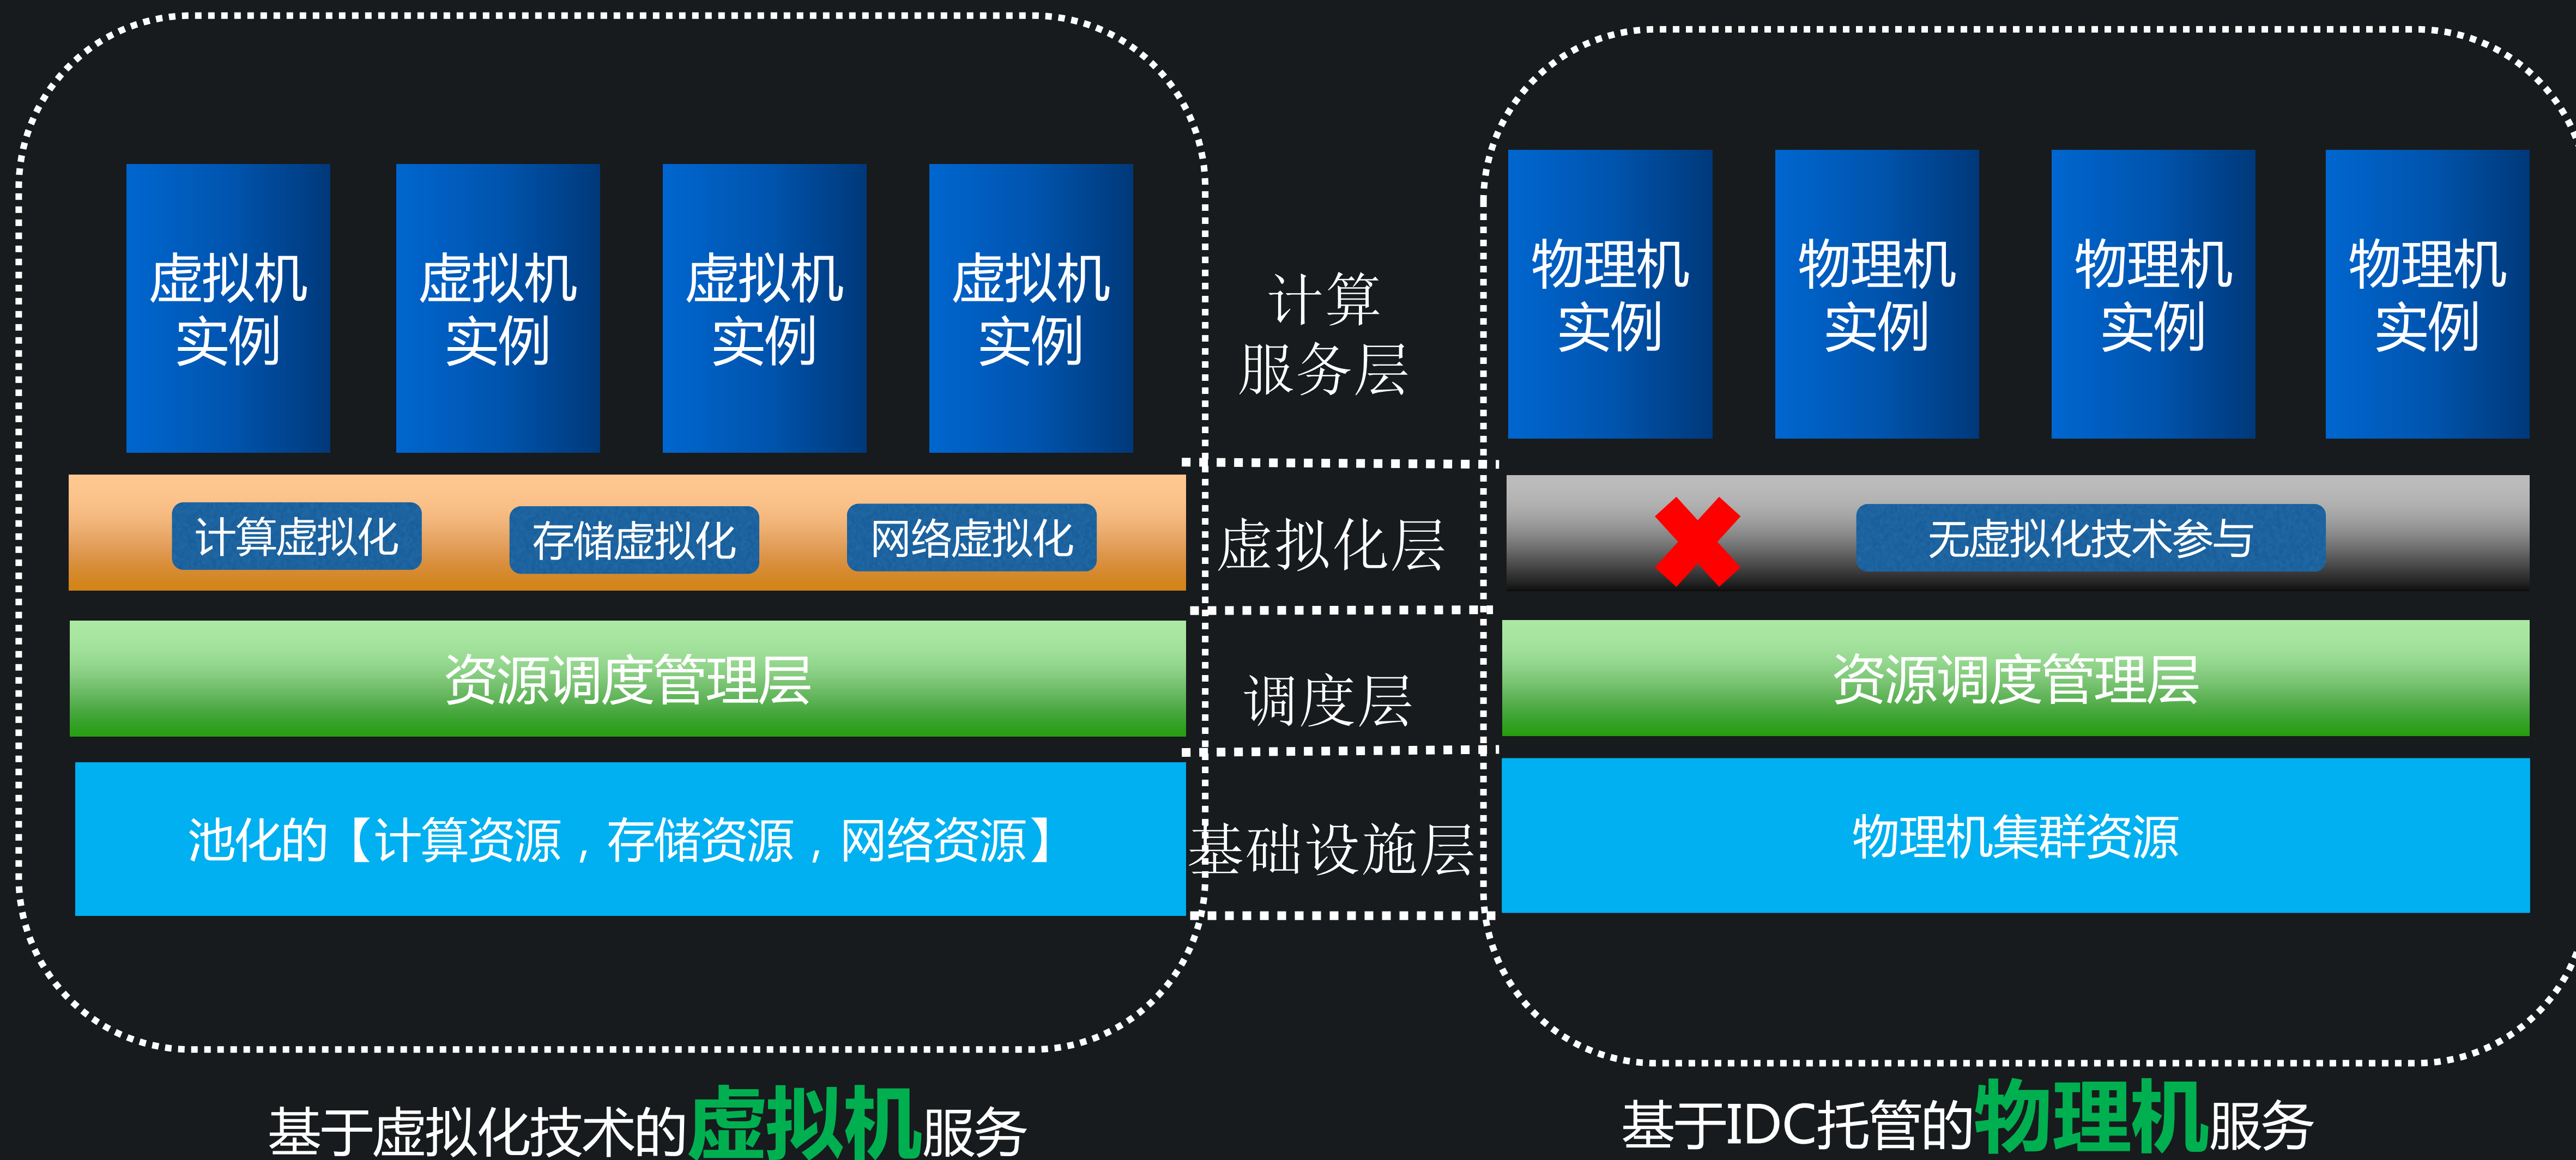 虚拟机
实例
虚拟机
实例
虚拟机
实例
虚拟机
实例
计算虚拟化
存储虚拟化
网络虚拟化
资源调度管理层
池化的【计算资源，存储资源，网络资源】
基于虚拟化技术的虚拟机服务
计算
服务层
虚拟化层
调度层
基础设施层
物理机
实例
物理机
实例
物理机
实例
物理机
实例
无虚拟化技术参与
资源调度管理层
物理机集群资源
基于IDC托管的物理机服务